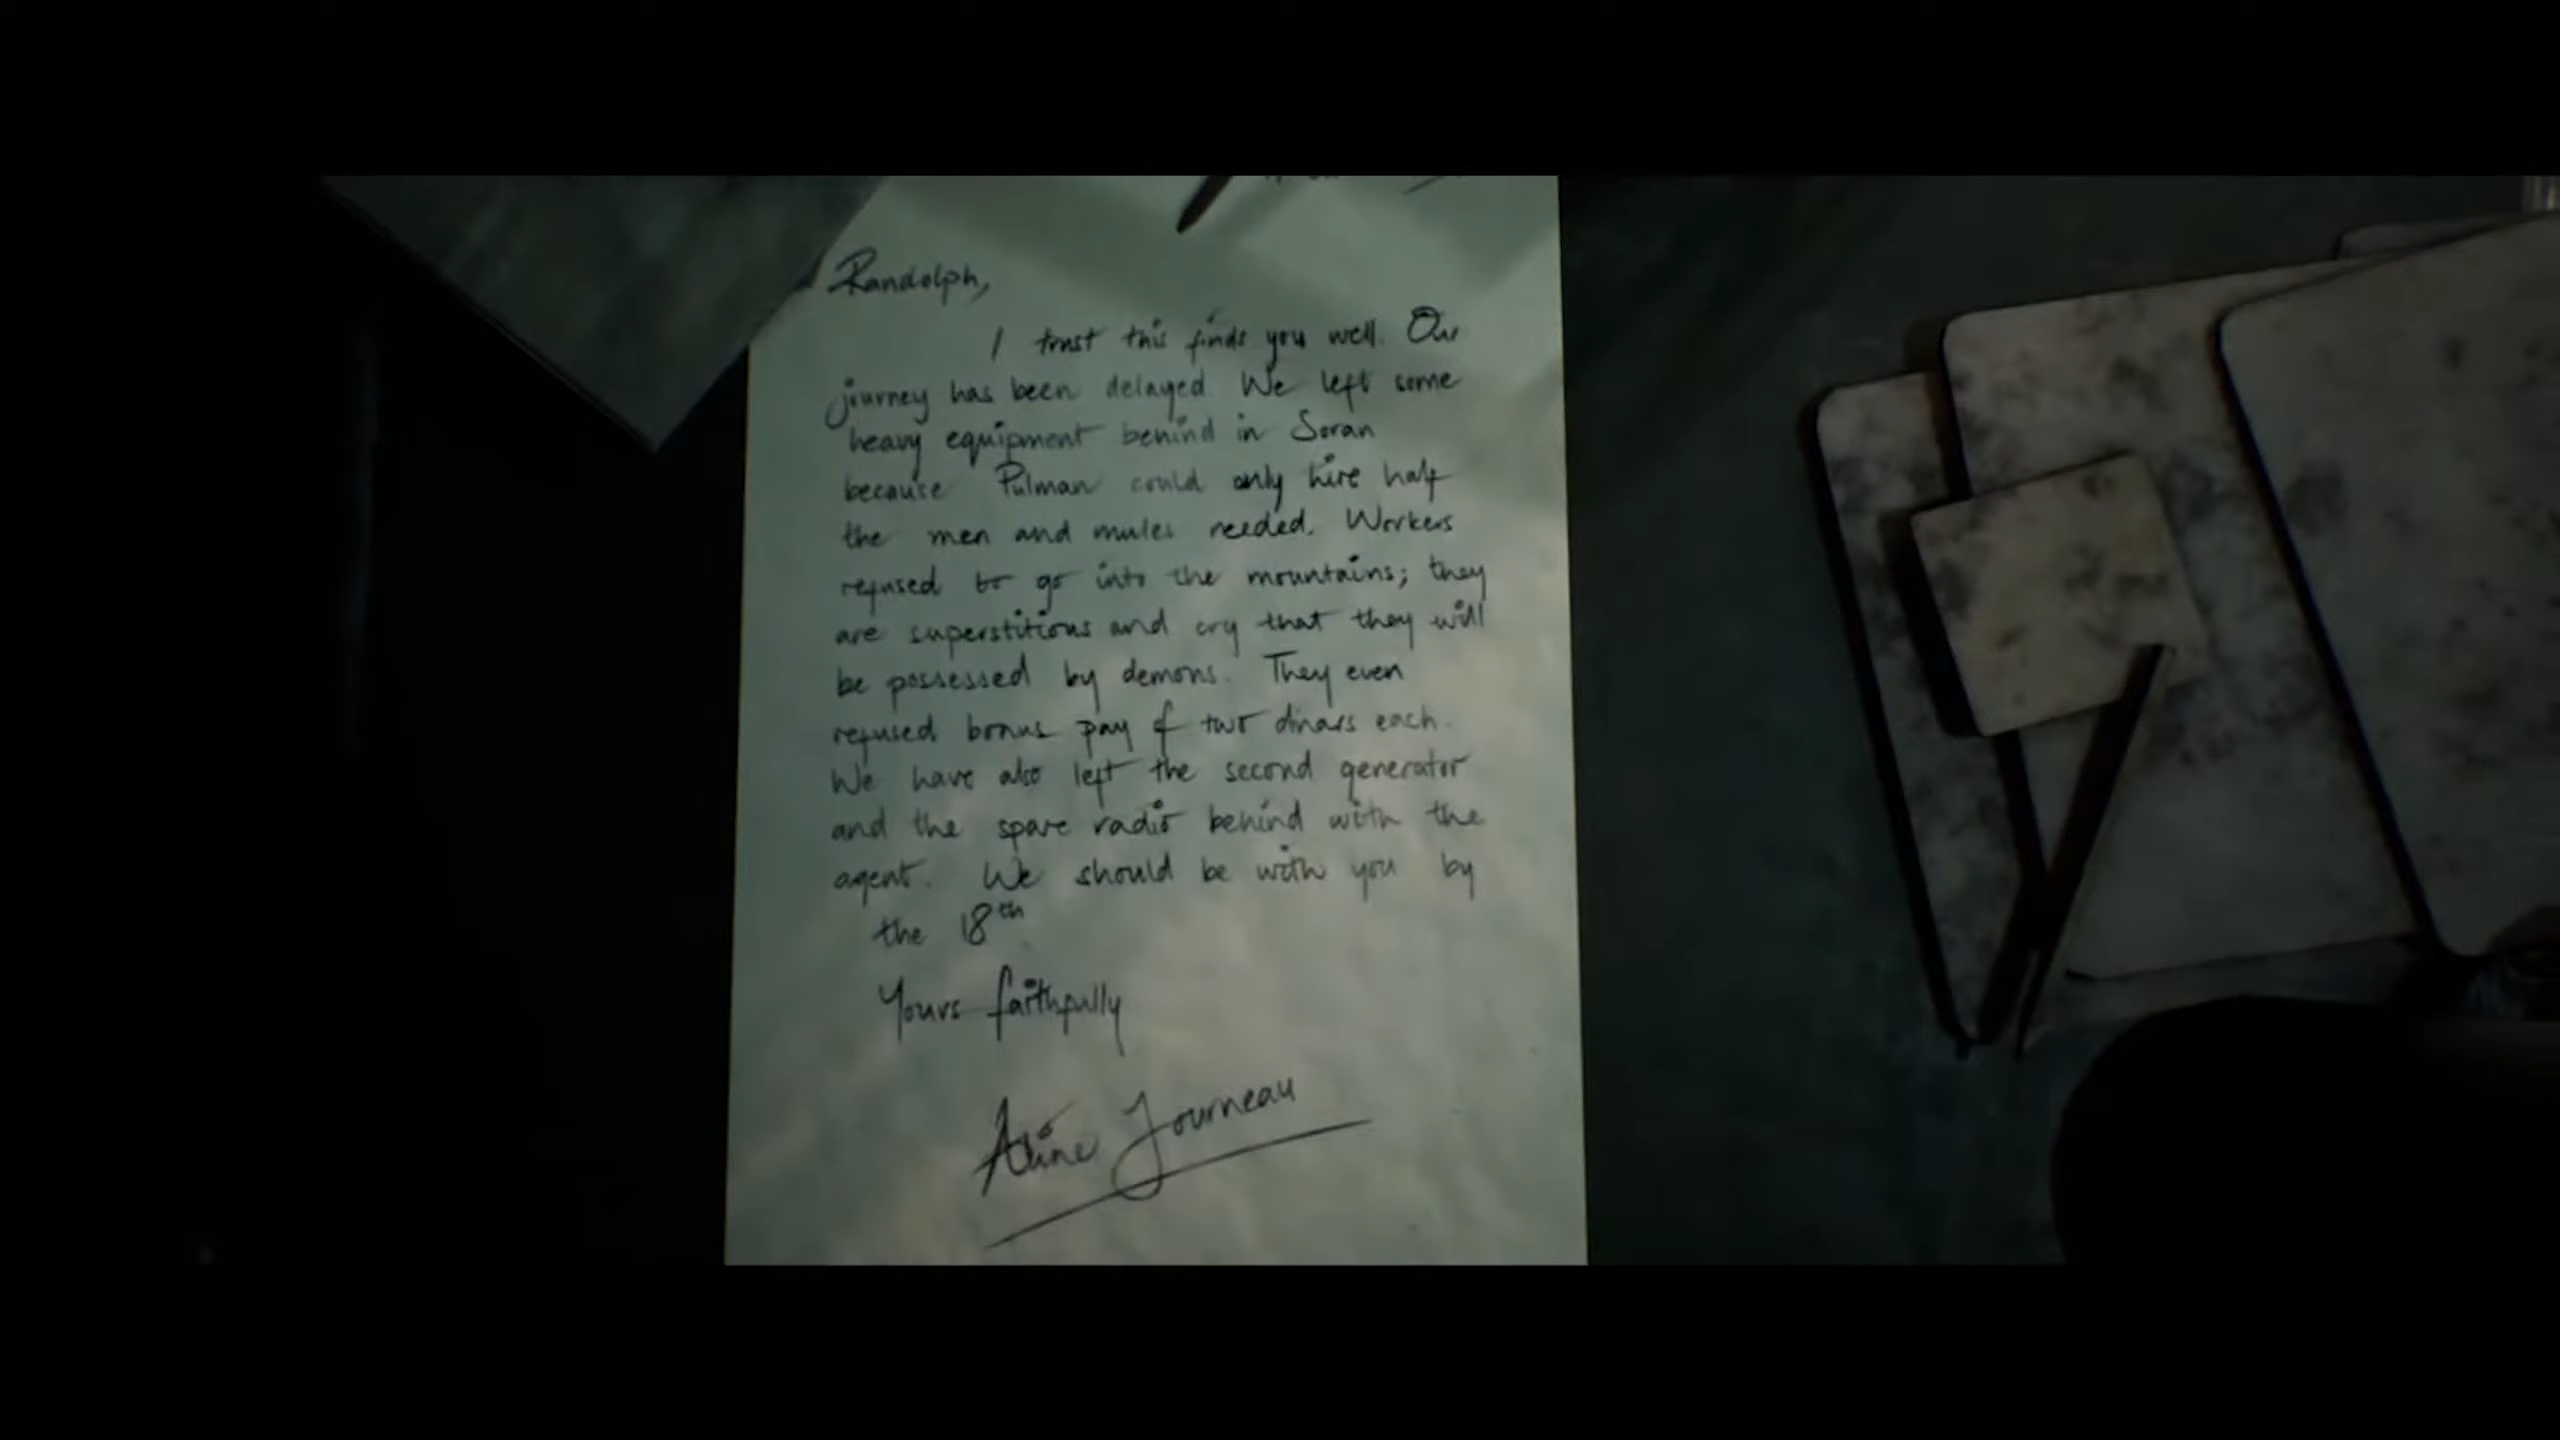 Randolph,
I trust this finds you well. Our
journey has been delayed. We left some
heavy equipment behind in Soran
because Pulman could only hire half
the men and mules needed. Workers
refused to go into the mountains; they
are superstitious and cry that they will
be possessed by demons. They even
refused bonus pay of two dinars each.
We have also left the second generator
and the spare radio behind with the
agent. We should be with you by
the 18th
Yours faithfully
Aline Journeau